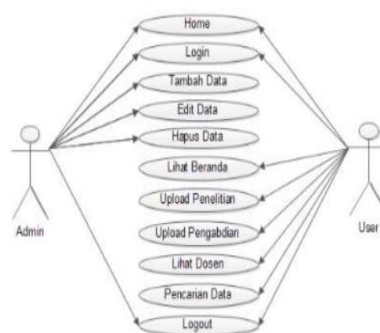 Home
Login
Tambah Data
Edit Data
Hapus Data
Lihat Beranda
Upload Penelitian
Upload Pengabdian
Lihat Dosen
Pencarian Data
Logout
Admin
User